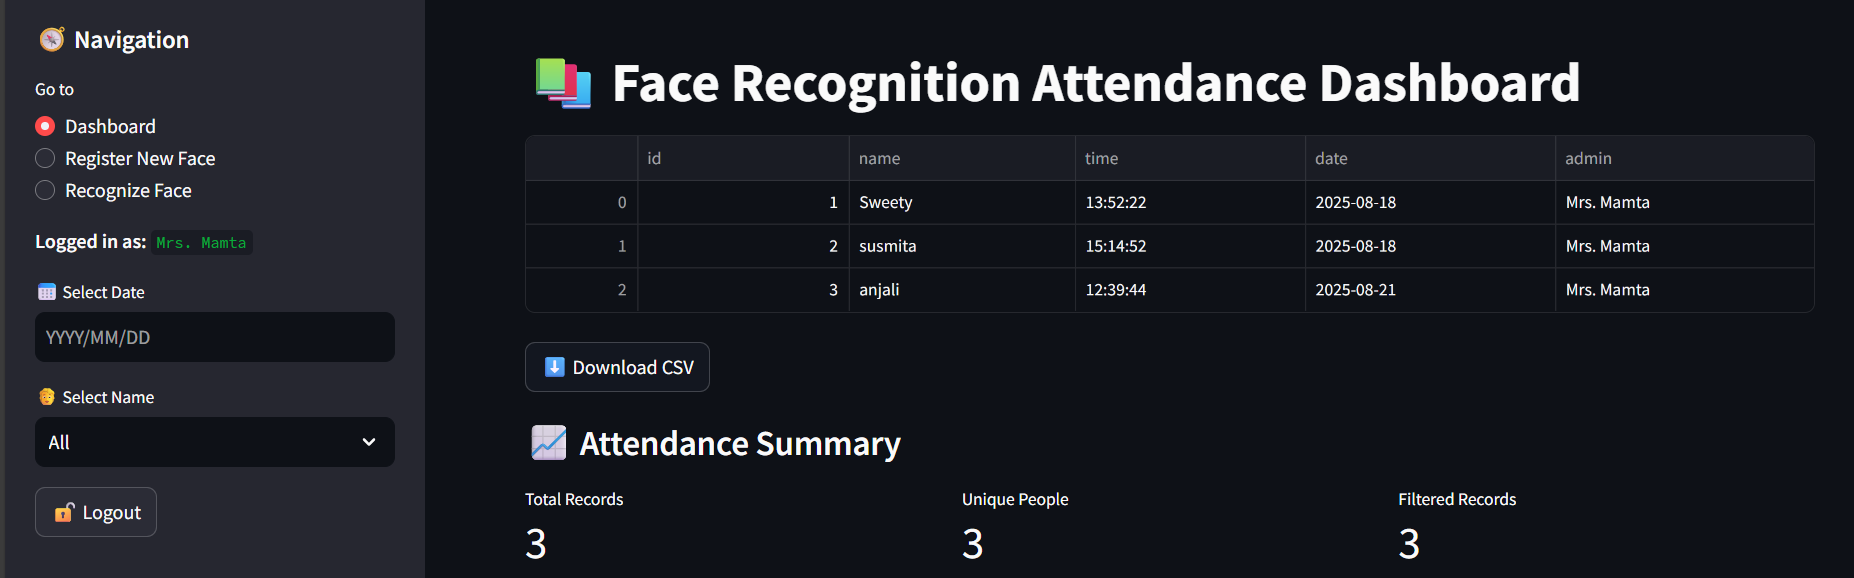 Navigation
Go to
Dashboard
Register New Face
Recognize Face
Logged in as: Mrs. Mamta
Select Date
YYYY/MM/DD
Select Name
All
Logout
Face Recognition Attendance Dashboard
id name time date admin
0 1 Sweety 13:52:22 2025-08-18 Mrs. Mamta
1 2 susmita 15:14:52 2025-08-18 Mrs. Mamta
2 3 anjali 12:39:44 2025-08-21 Mrs. Mamta
Download CSV
Attendance Summary
Total Records Unique People Filtered Records
3 3 3